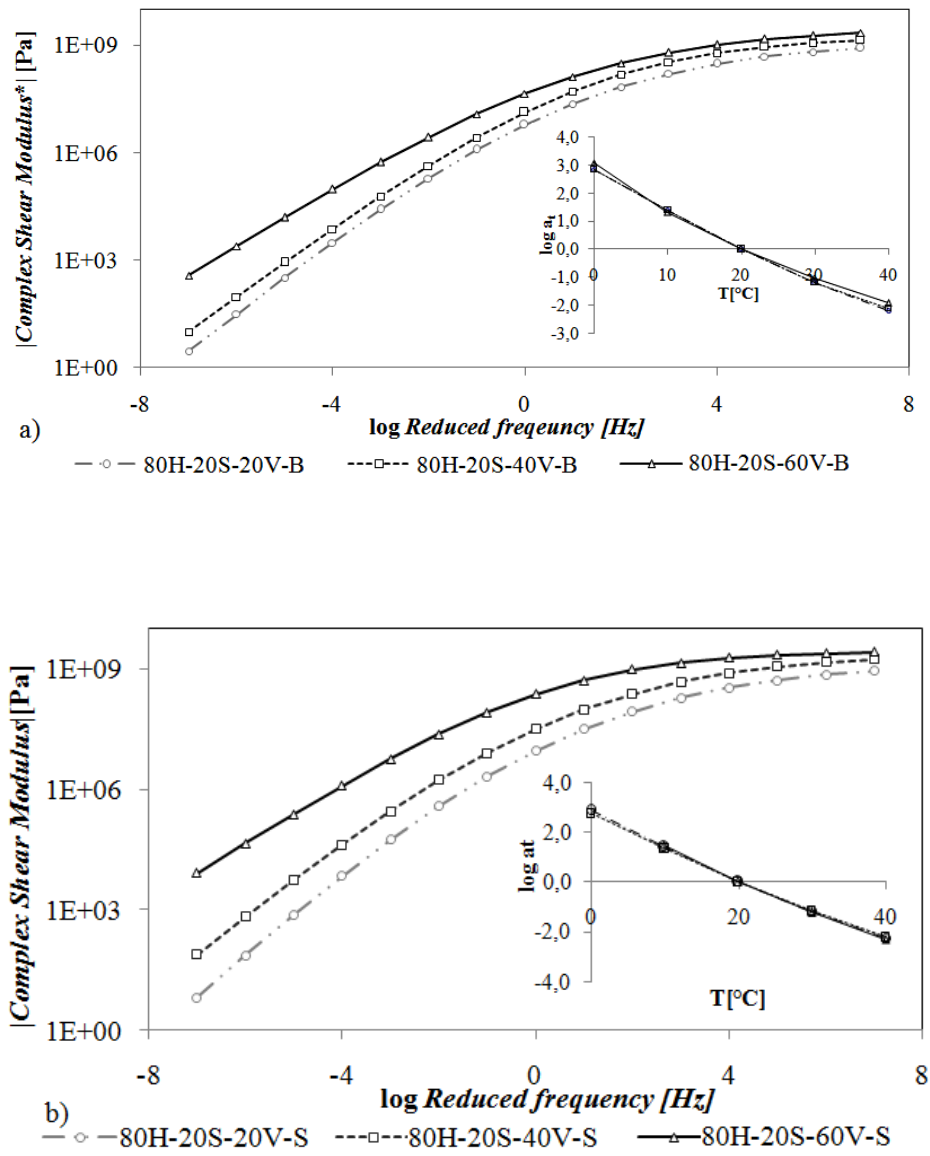 |Complex Shear Modulus*| [Pa]
1E+09
1E+06
1E+03
1E+00
-8
-4
0
4
8
log Reduced freqeuncy [Hz]
a)
4,0
3,0
2,0
1,0
0,0
-1,0
-2,0
-3,0
log at
0
10
20
30
40
T[°C]
80H-20S-20V-B
80H-20S-40V-B
80H-20S-60V-B
|Complex Shear Modulus|[Pa]
1E+09
1E+06
1E+03
1E+00
-8
-4
0
4
8
log Reduced frequency [Hz]
b)
4,0
2,0
0,0
-2,0
-4,0
log at
0
20
40
T[°C]
80H-20S-20V-S
80H-20S-40V-S
80H-20S-60V-S